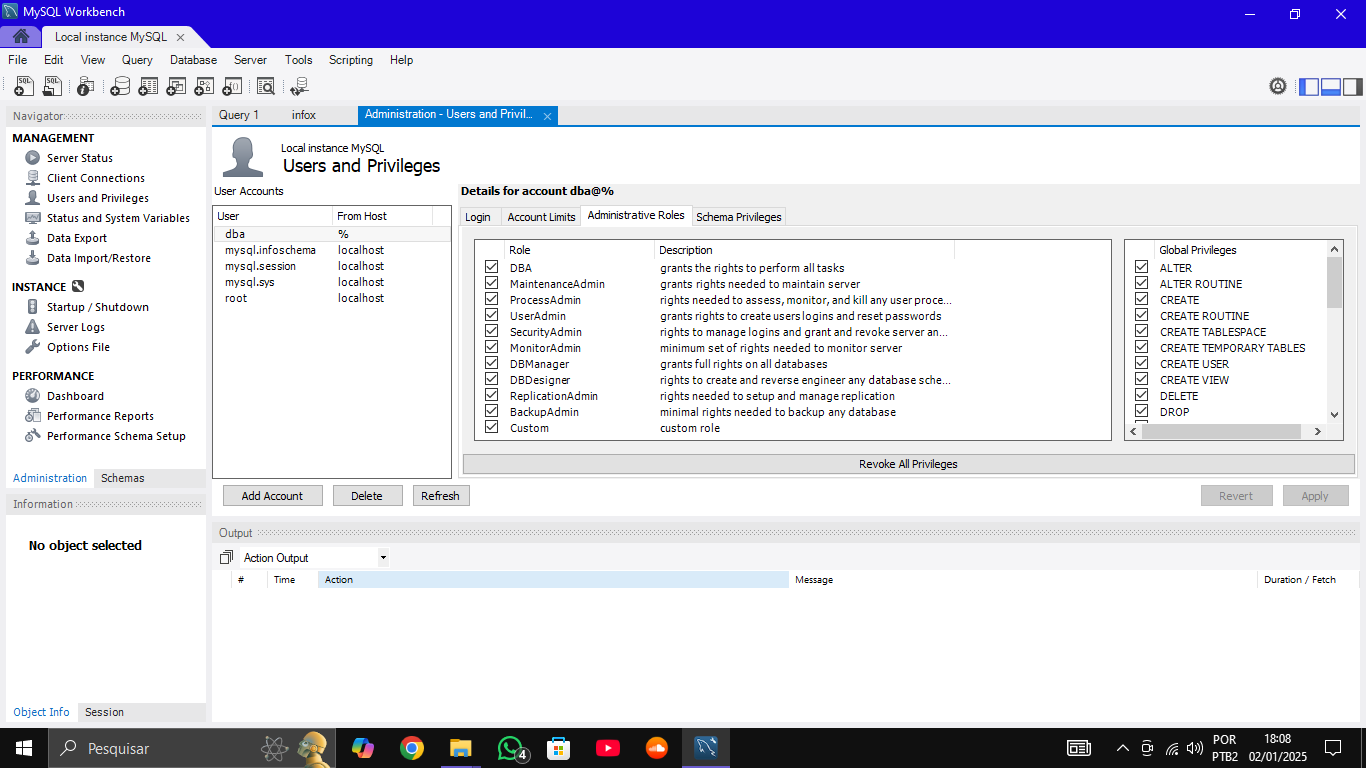 MySQL Workbench
Local instance MySQL
File Edit View Query Database Server Tools Scripting Help
Navigator
MANAGEMENT
Server Status
Client Connections
Users and Privileges
Status and System Variables
Data Export
Data Import/Restore
INSTANCE
Startup / Shutdown
Server Logs
Options File
PERFORMANCE
Dashboard
Performance Reports
Performance Schema Setup
Administration Schemas
Information
No object selected
Object Info Session
Query 1 infox Administration - Users and Privil...
Local instance MySQL
Users and Privileges
User Accounts
User From Host
dba %
mysql.infoschema localhost
mysql.session localhost
mysql.sys localhost
root localhost
Add Account Delete Refresh
Details for account dba@%
Login Account Limits Administrative Roles Schema Privileges
Role Description
DBA grants the rights to perform all tasks
MaintenanceAdmin grants rights needed to maintain server
ProcessAdmin rights needed to assess, monitor, and kill any user proce...
UserAdmin grants rights to create users logins and reset passwords
SecurityAdmin rights to manage logins and grant and revoke server an...
MonitorAdmin minimum set of rights needed to monitor server
DBManager grants full rights on all databases
DBDesigner rights to create and reverse engineer any database sche...
ReplicationAdmin rights needed to setup and manage replication
BackupAdmin minimal rights needed to backup any database
Custom custom role
Global Privileges
ALTER
ALTER ROUTINE
CREATE
CREATE ROUTINE
CREATE TABLESPACE
CREATE TEMPORARY TABLES
CREATE USER
CREATE VIEW
DELETE
DROP
Revoke All Privileges
Revert Apply
Output
Action Output
# Time Action Message Duration / Fetch
Pesquisar
4
POR
PTB2
18:08
02/01/2025